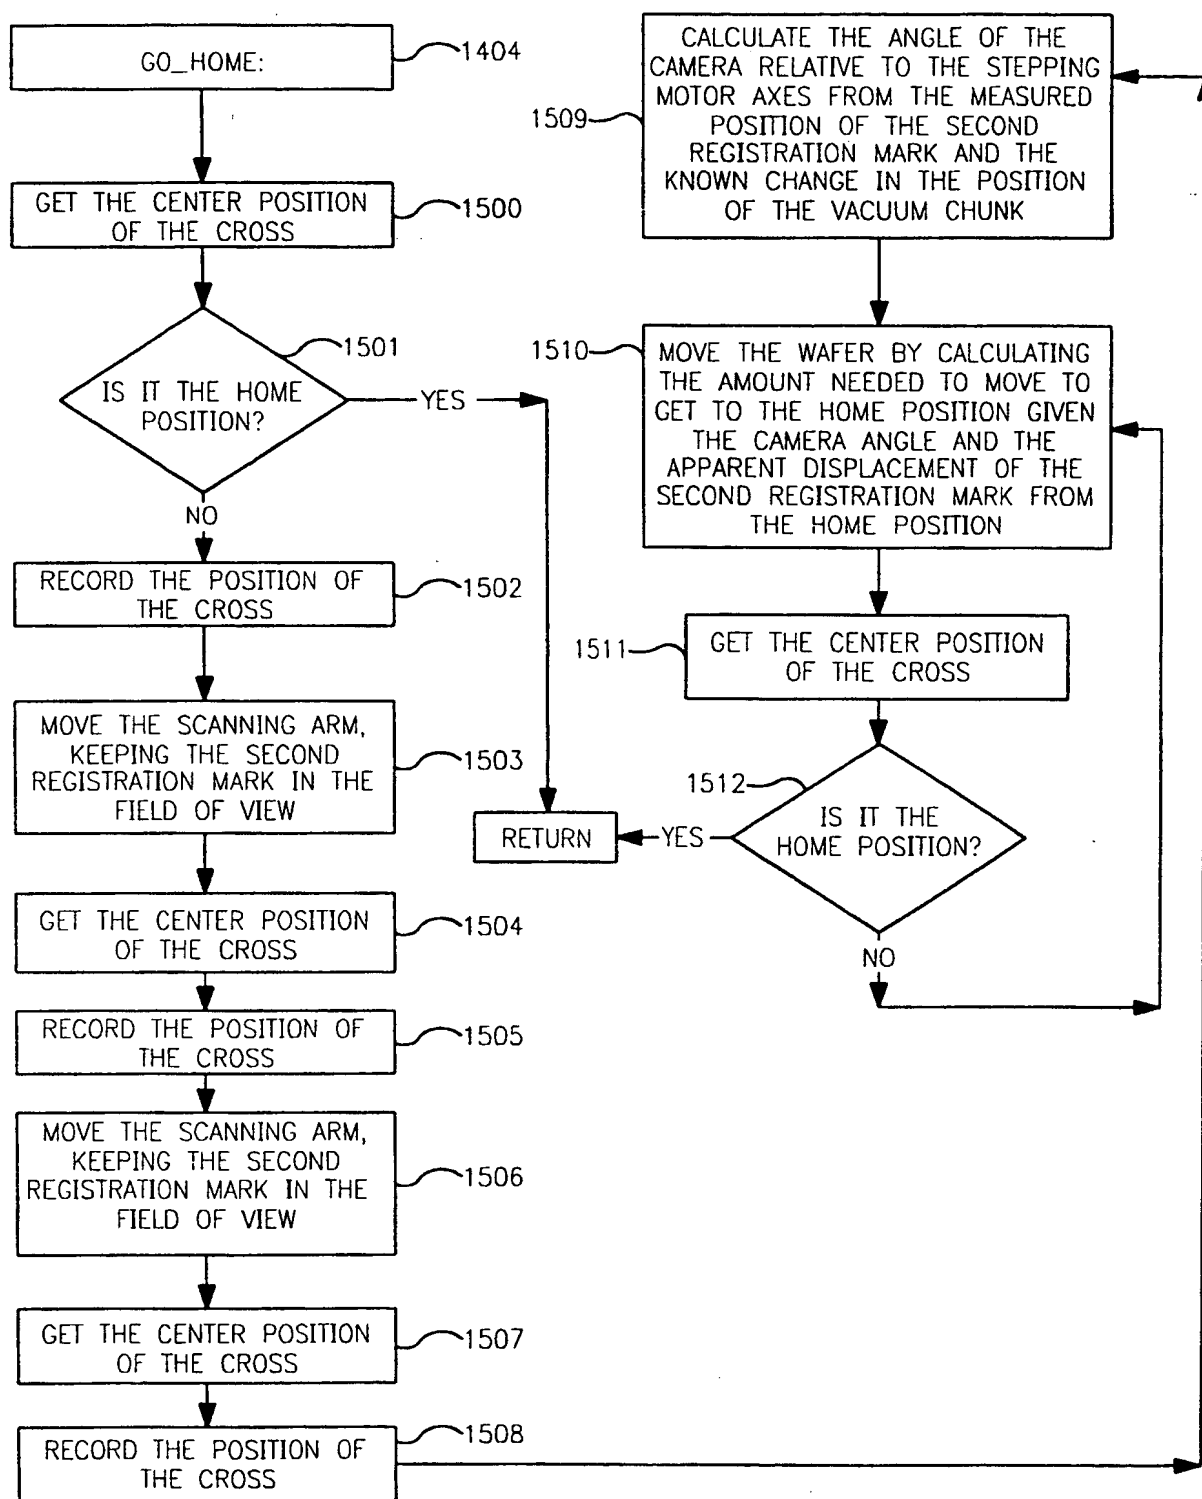 GO_HOME:
1404
GET THE CENTER POSITION
OF THE CROSS
1500
1501
IS IT THE HOME
POSITION?
YES
NO
RECORD THE POSITION OF
THE CROSS
1502
MOVE THE SCANNING ARM,
KEEPING THE SECOND
REGISTRATION MARK IN THE
FIELD OF VIEW
1503
GET THE CENTER POSITION
OF THE CROSS
1504
RECORD THE POSITION OF
THE CROSS
1505
MOVE THE SCANNING ARM,
KEEPING THE SECOND
REGISTRATION MARK IN THE
FIELD OF VIEW
1506
GET THE CENTER POSITION
OF THE CROSS
1507
RECORD THE POSITION OF
THE CROSS
1508
CALCULATE THE ANGLE OF THE
CAMERA RELATIVE TO THE STEPPING
MOTOR AXES FROM THE MEASURED
POSITION OF THE SECOND
REGISTRATION MARK AND THE
KNOWN CHANGE IN THE POSITION
OF THE VACUUM CHUNK
1509
1510
MOVE THE WAFER BY CALCULATING
THE AMOUNT NEEDED TO MOVE TO
GET TO THE HOME POSITION GIVEN
THE CAMERA ANGLE AND THE
APPARENT DISPLACEMENT OF THE
SECOND REGISTRATION MARK FROM
THE HOME POSITION
1511
GET THE CENTER POSITION
OF THE CROSS
1512
IS IT THE
HOME POSITION?
YES
RETURN
NO